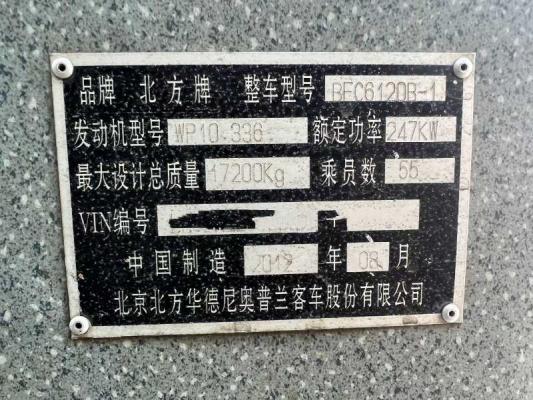 品牌 北方牌 整车型号 BFC6120B-1
发动机型号 WP10.336 额定功率 247KW
最大设计总质量 17200Kg 乘员数 55
VIN编号
中国制造 2012 年 08 月
北京北方华德尼奥普兰客车股份有限公司